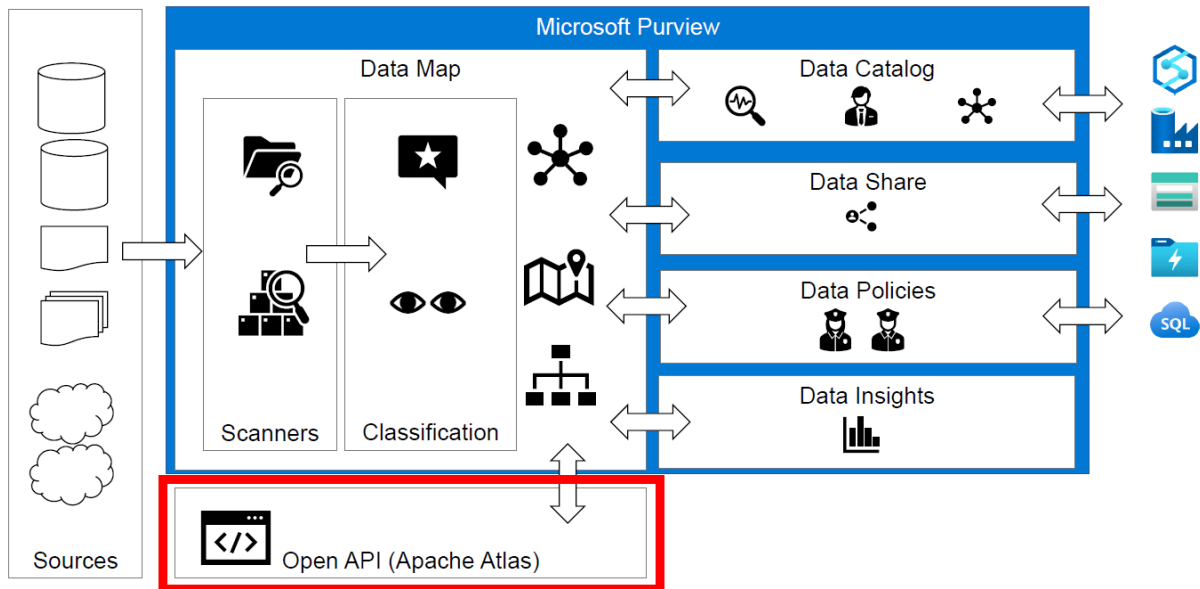 Microsoft Purview
Data Map
Data Catalog
Data Share
Data Policies
Data Insights
Scanners
Classification
Sources
</>
Open API (Apache Atlas)
SQL